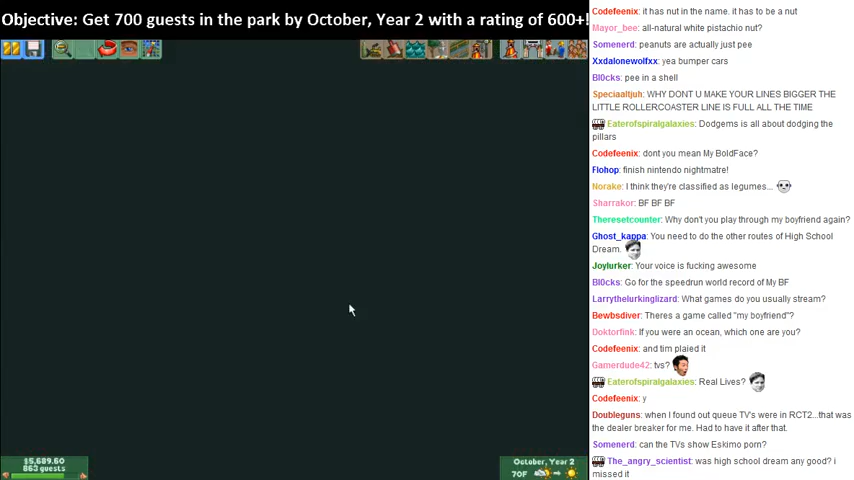 Objective: Get 700 guests in the park by October, Year 2 with a rating of 600+!
$5,689.60
863 guests
October, Year 2
70F
Codefeenix: it has nut in the name. it has to be a nut
Mayor_bee: all-natural white pistachio nut?
Somenerd: peanuts are actually just pee
Xxdalonewolfxx: yea bumper cars
Bl0cks: pee in a shell
Speciaaltjuh: WHY DONT U MAKE YOUR LINES BIGGER THE
LITTLE ROLLERCOASTER LINE IS FULL ALL THE TIME
Eaterofspiralgalaxies: Dodgems is all about dodging the
pillars
Codefeenix: dont you mean My BoldFace?
Flohop: finish nintendo nightmatre!
Norake: I think they're classified as legumes...
Sharrakor: BF BF BF
Theresetcounter: Why don't you play through my boyfriend again?
Ghost_kappa: You need to do the other routes of High School
Dream.
Joylurker: Your voice is fucking awesome
Bl0cks: Go for the speedrun world record of My BF
Larrythelurkinglizard: What games do you usually stream?
Bewbsdiver: Theres a game called "my boyfriend"?
Doktorfink: If you were an ocean, which one are you?
Codefeenix: and tim plaied it
Gamerdude42: tvs?
Eaterofspiralgalaxies: Real Lives?
Codefeenix: y
Doubleguns: when I found out queue TV's were in RCT2...that was
the dealer breaker for me. Had to have it after that.
Somenerd: can the TVs show Eskimo porn?
The_angry_scientist: was high school dream any good? i
missed it